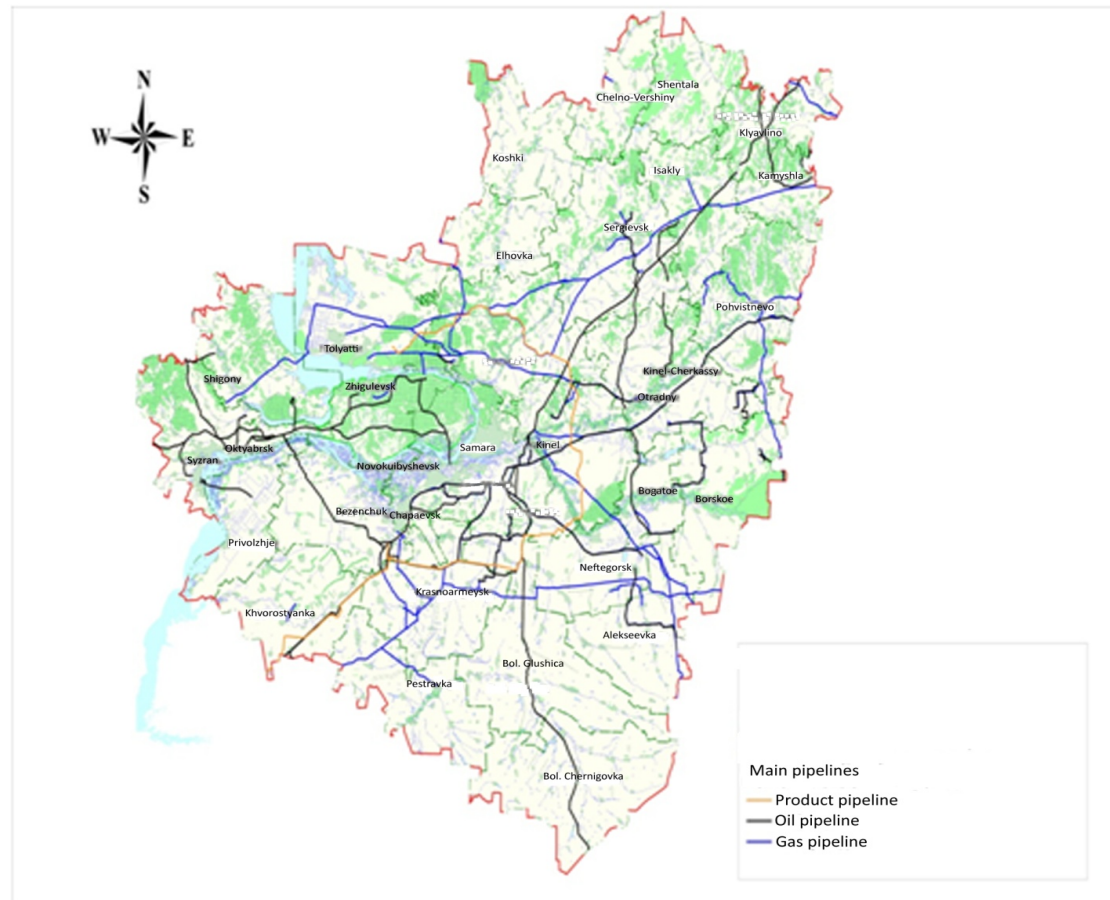 N
W E
S
Shentala
Chelno-Vershiny
Klyavlino
Koshki
Isakly
Kamyshla
Sergievsk
Elhovka
Pohvistnevo
Tolyatti
Kinel-Cherkassy
Shigony
Zhigulevsk
Otradny
Oktyabrsk
Samara
Kinel
Syzran
Novokuibyshevsk
Bogatoe
Borskoe
Bezenchuk
Chapaevsk
Privolzhje
Neftegorsk
Krasnoarmeysk
Khvorostyanka
Alekseevka
Bol. Glushica
Pestravka
Bol. Chernigovka
Main pipelines
Product pipeline
Oil pipeline
Gas pipeline